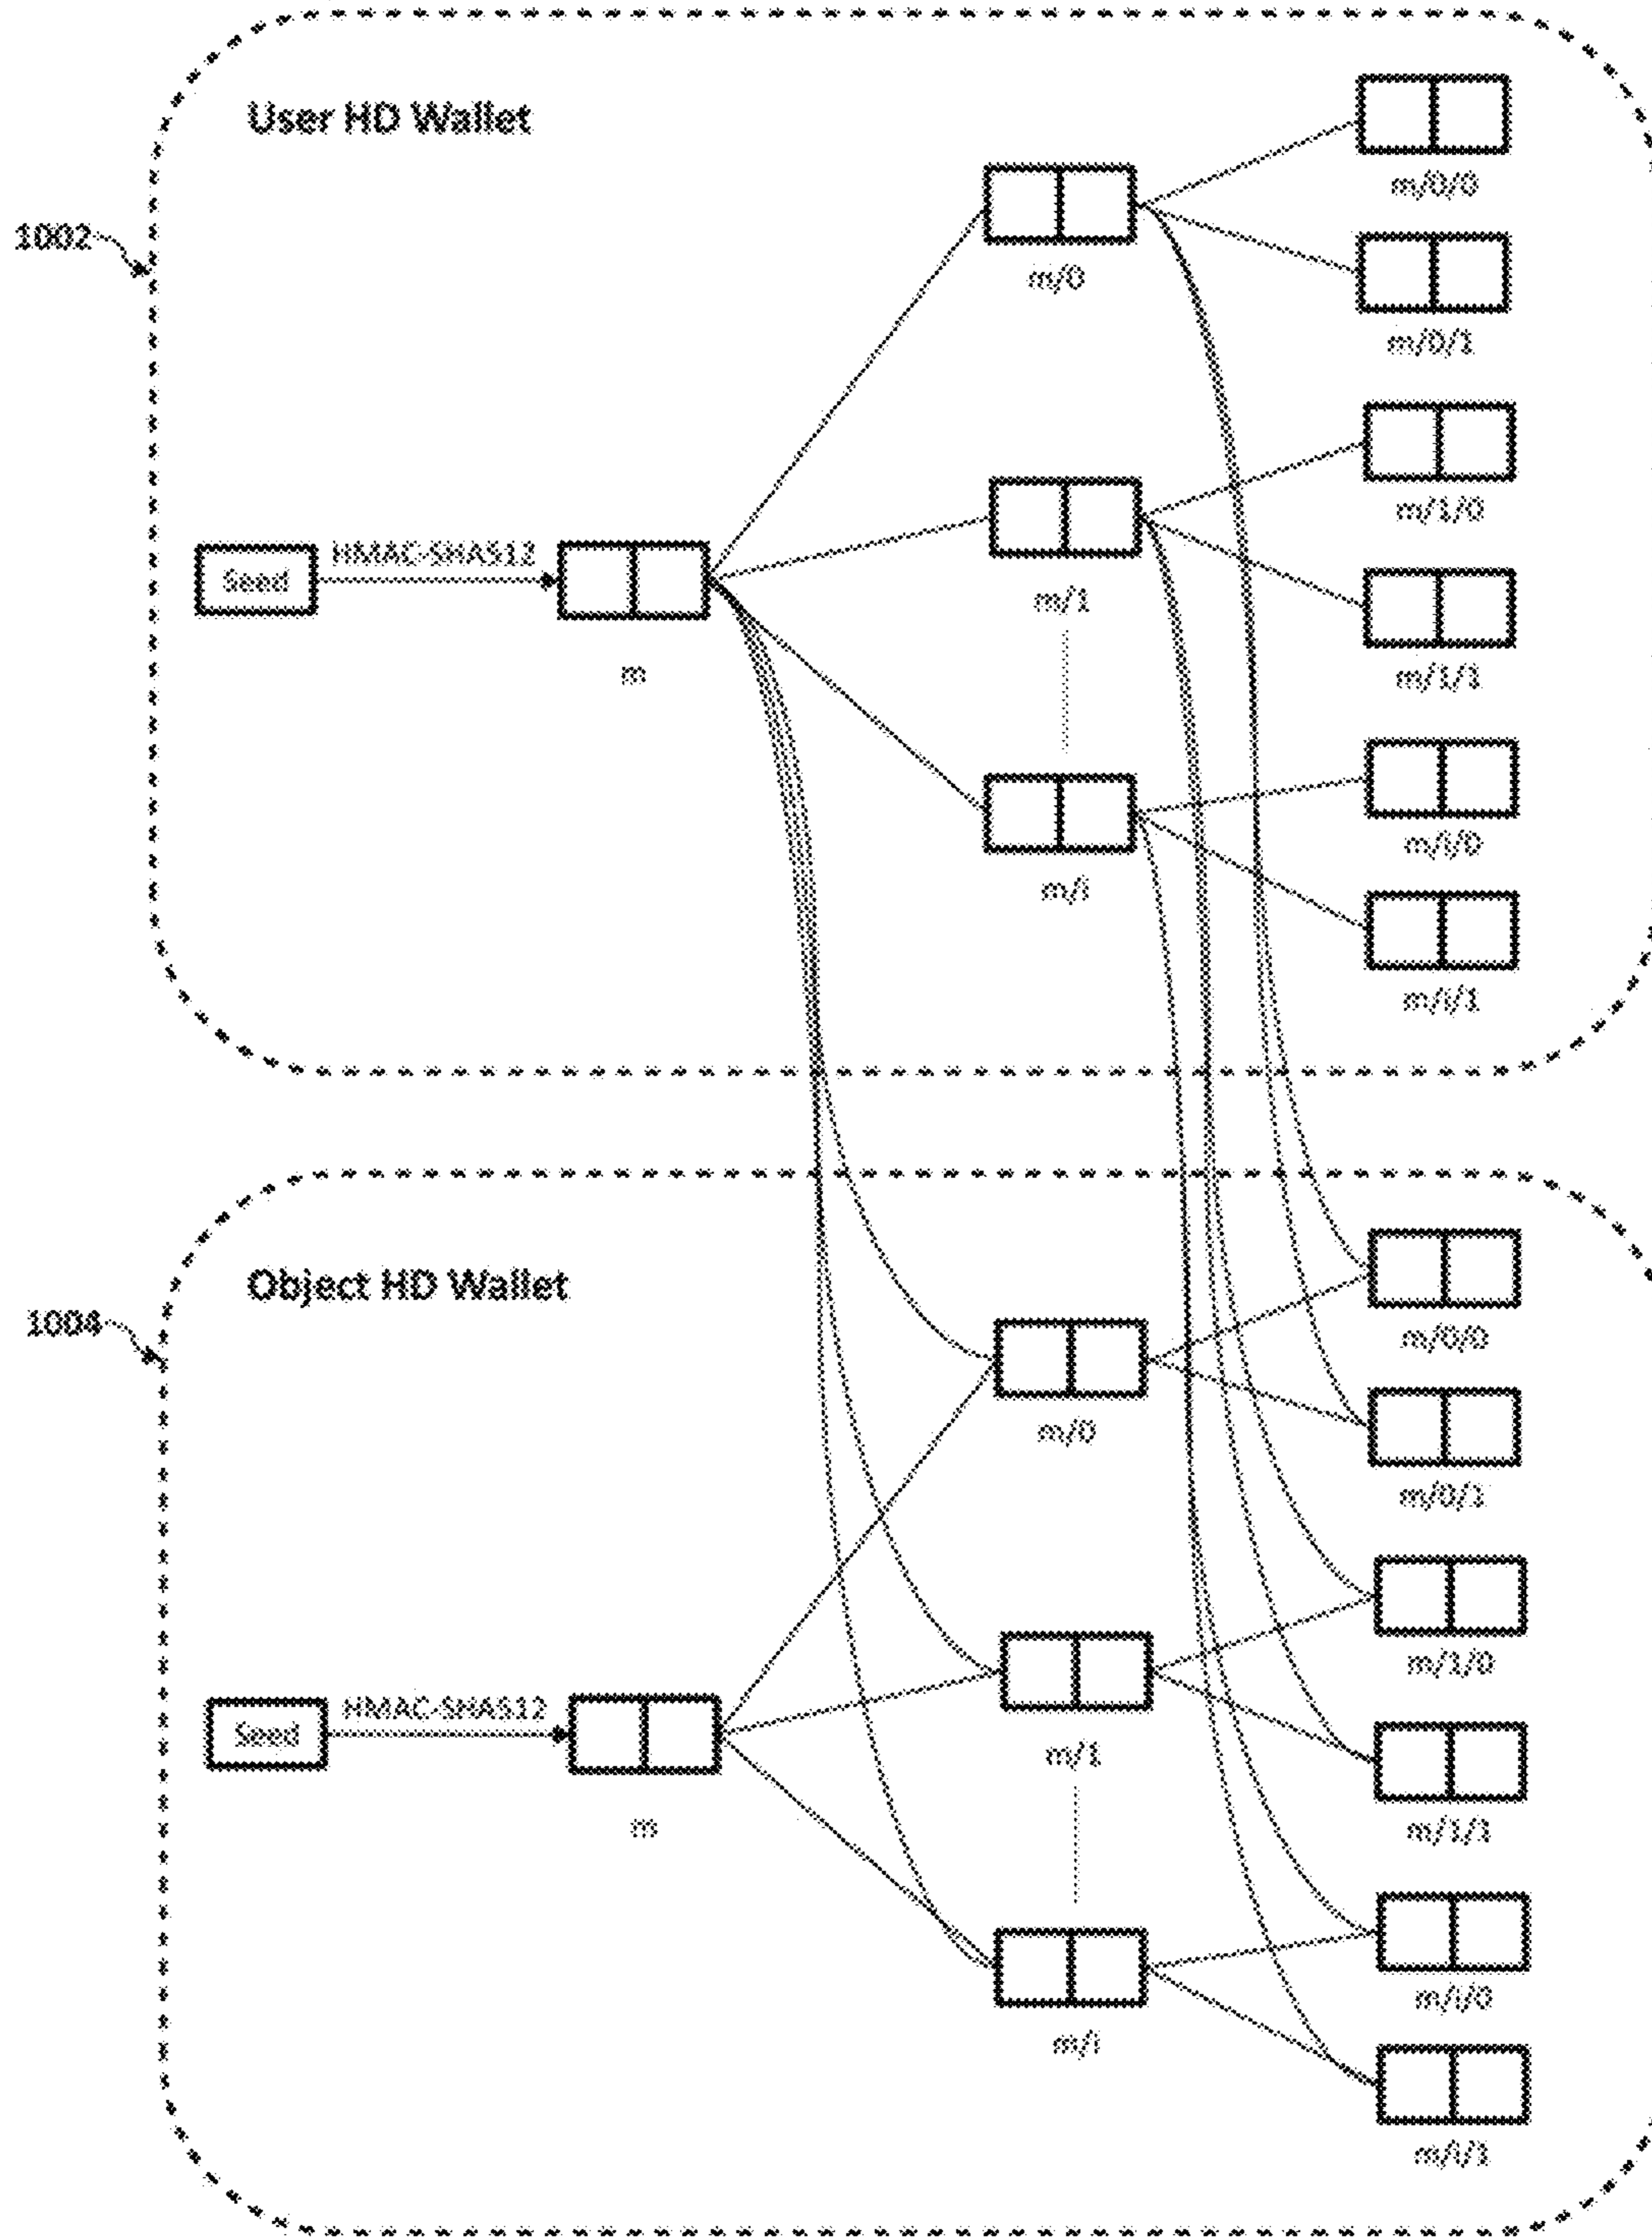 User HD Wallet
m/0/0
1002
m/0
m/0/1
m/1/0
HMAC-SHA512
Seed
m/1
m
m/1/1
m/i/0
m/i
m/i/1
Object HD Wallet
1004
m/0/0
m/0
m/0/1
m/1/0
HMAC-SHA512
Seed
m/1
m
m/1/1
m/i/0
m/i
m/i/1